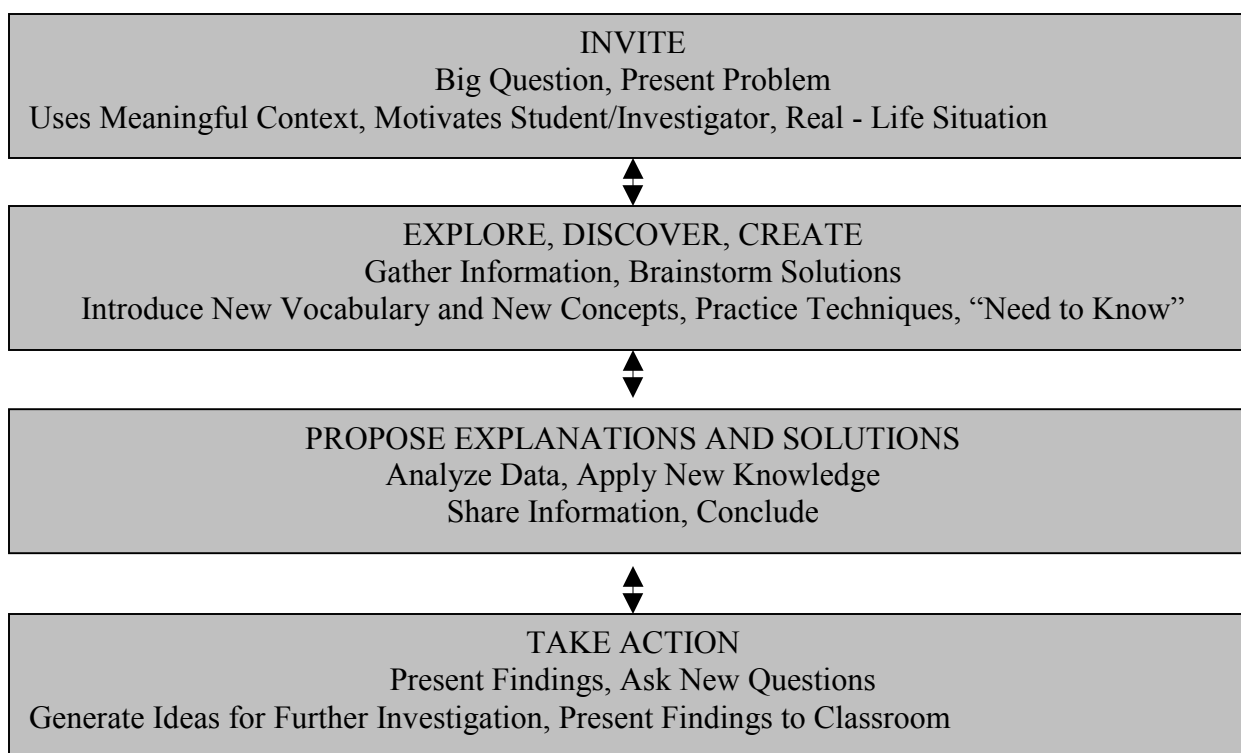 INVITE
Big Question, Present Problem
Uses Meaningful Context, Motivates Student/Investigator, Real - Life Situation
EXPLORE, DISCOVER, CREATE
Gather Information, Brainstorm Solutions
Introduce New Vocabulary and New Concepts, Practice Techniques, “Need to Know”
PROPOSE EXPLANATIONS AND SOLUTIONS
Analyze Data, Apply New Knowledge
Share Information, Conclude
TAKE ACTION
Present Findings, Ask New Questions
Generate Ideas for Further Investigation, Present Findings to Classroom